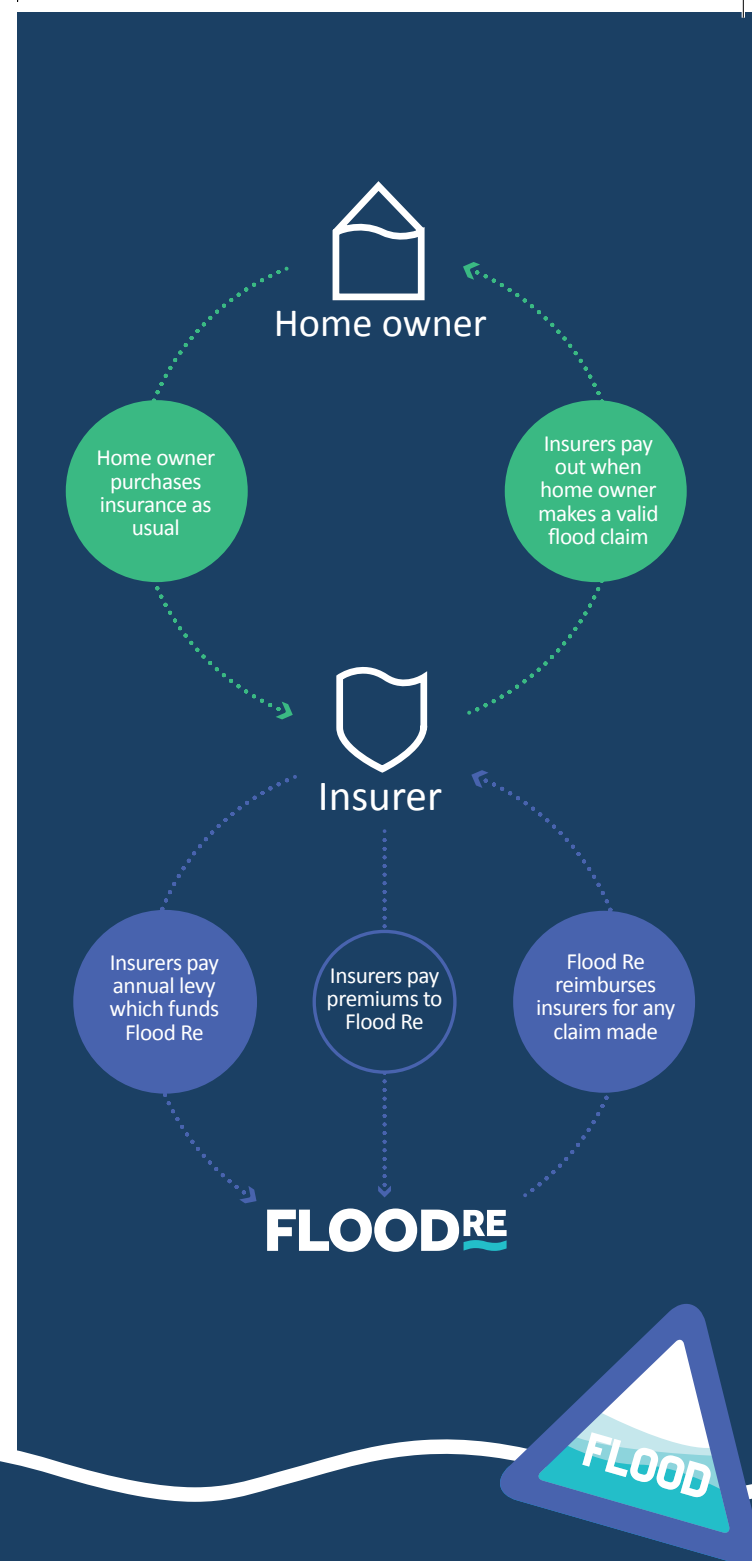 Home owner
Home owner
purchases
insurance as
usual
Insurers pay
out when
home owner
makes a valid
flood claim
Insurer
Insurers pay
annual levy
which funds
Flood Re
Insurers pay
premiums to
Flood Re
Flood Re
reimburses
insurers for any
claim made
FLOODRE
FLOOD